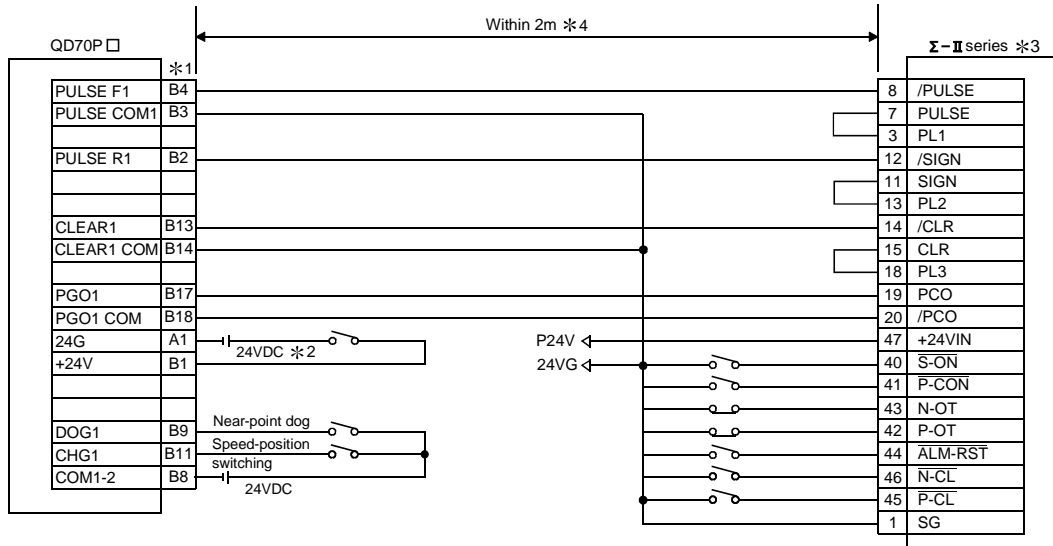 Within 2m ＊4
QD70P□
Σ-Ⅱ series ＊3
＊1
PULSE F1 B4
PULSE COM1 B3
PULSE R1 B2
CLEAR1 B13
CLEAR1 COM B14
PGO1 B17
PGO1 COM B18
24G A1
+24V B1
DOG1 B9
CHG1 B11
COM1-2 B8
24VDC ＊2
Near-point dog
Speed-position
switching
24VDC
P24V
24VG
8 /PULSE
7 PULSE
3 PL1
12 /SIGN
11 SIGN
13 PL2
14 /CLR
15 CLR
18 PL3
19 PCO
20 /PCO
47 +24VIN
40 S-ON
41 P-CON
43 N-OT
42 P-OT
44 ALM-RST
46 N-CL
45 P-CL
1 SG